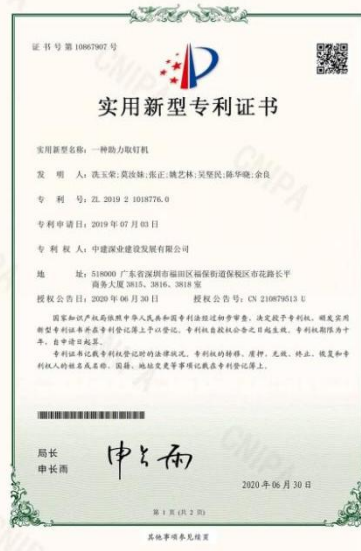 证书号第10867907号
实用新型专利证书
实用新型名称：一种助力取钉机
发明人：洗玉荣;莫汝妹;张正;姚艺林;吴坚民;陈华晓;余良
专利号：ZL 2019 2 1018776.0
专利申请日：2019年07月03日
专利权人：中建深业建设发展有限公司
地址：518000 广东省深圳市福田区福保街道保税区市花路长平
商务大厦3815、3816、3818室
授权公告日：2020年06月30日 授权公告号：CN 210879513 U
国家知识产权局依照中华人民共和国专利法经过初步审查，决定授予专利权，颁发实用
新型专利证书并在专利登记簿上予以登记。专利权自授权公告之日起生效。专利权期限为十
年，自申请日起算。
专利证书记载专利权登记时的法律状况。专利权的转移、质押、无效、终止、恢复和专
利权人的姓名或名称、国籍、地址变更等事项记载在专利登记簿上。
局长
申长雨
申长雨
2020年06月30日
第 1 页 (共 2 页)
其他事项参见续页
CNIPA
CNIPA
CNIPA